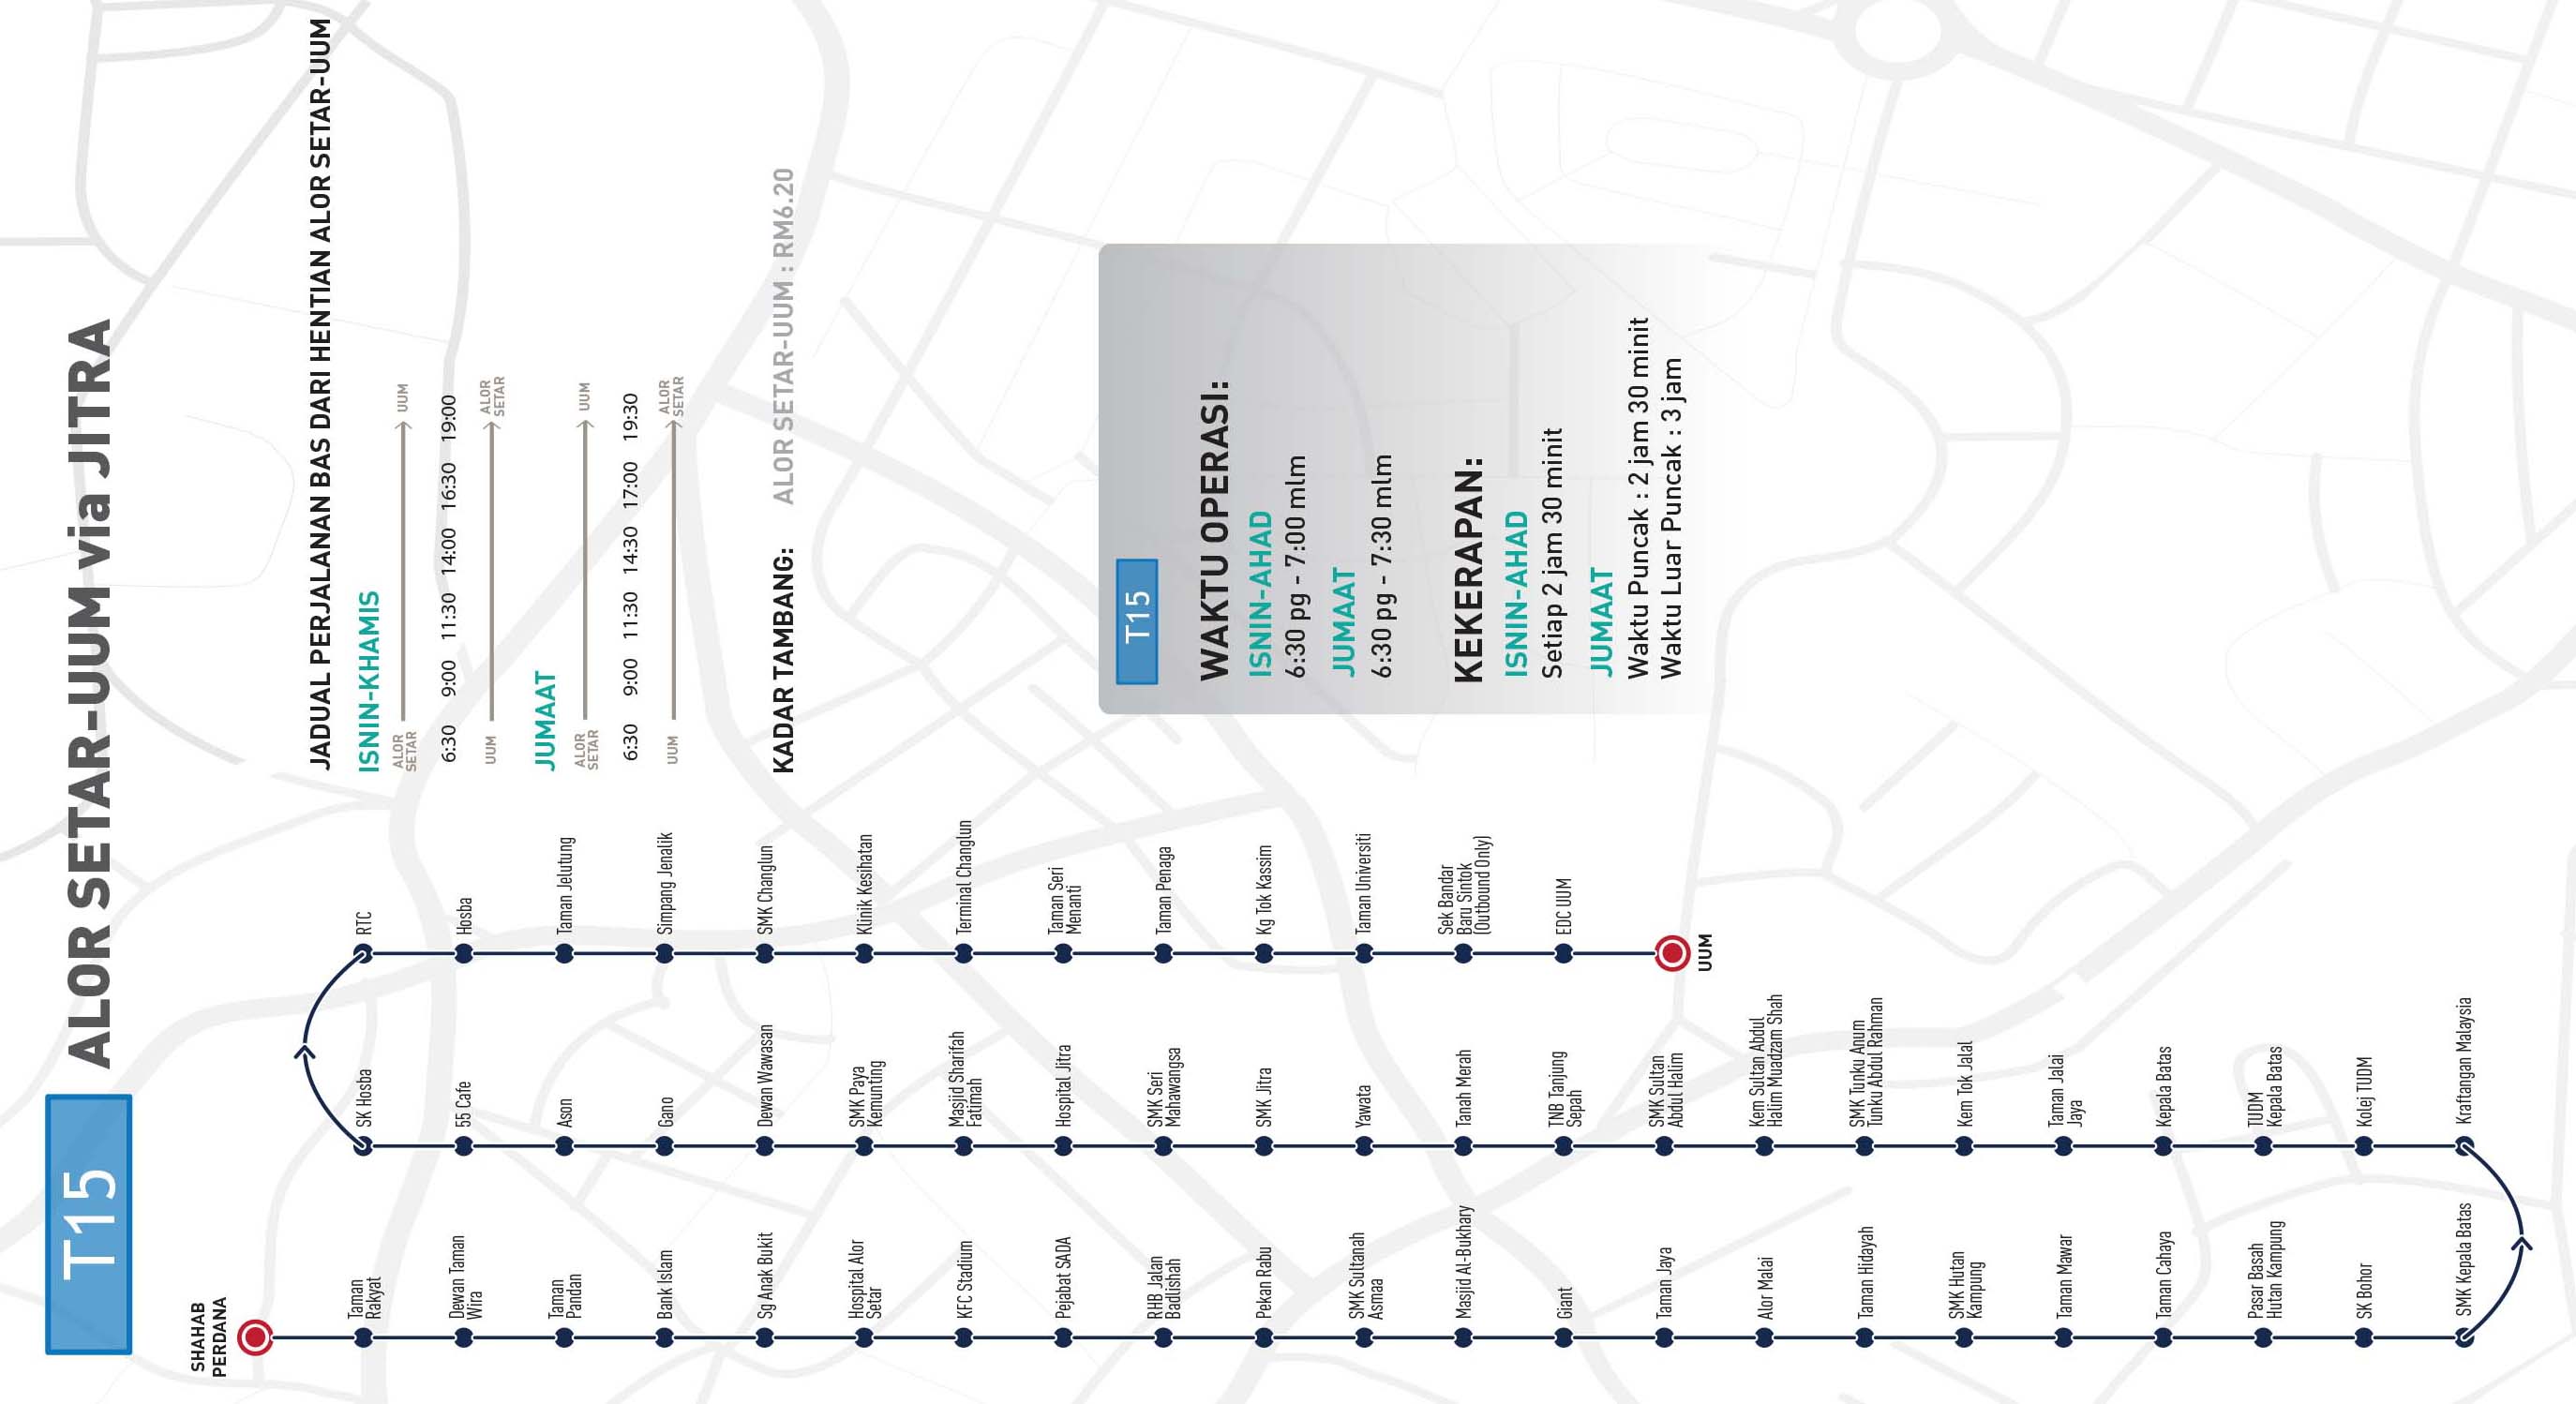 T15
ALOR SETAR-UUM via JITRA
SHAHAB
PERDANA
Taman
Rakyat
Dewan Taman
Wira
Taman
Pandan
Bank Islam
Sg Anak Bukit
Hospital Alor
Setar
KFC Stadium
Pejabat SADA
RHB Jalan
Badlishah
Pekan Rabu
SMK Sultanah
Asmaa
Masjid Al-Bukhary
Giant
Taman Jaya
Alor Malai
Taman Hidayah
SMK Hutan
Kampung
Taman Mawar
Taman Cahaya
Pasar Basah
Hutan Kampung
SK Bohor
SMK Kepala Batas
Kraftangan Malaysia
Kolej TUDM
TUDM
Kepala Batas
Kepala Batas
Taman Jalai
Jaya
Kem Tok Jalal
SMK Tunku Anum
Tunku Abdul Rahman
Kem Sultan Abdul
Halim Muadzam Shah
SMK Sultan
Abdul Halim
TNB Tanjung
Sepah
Tanah Merah
Yawata
SMK Jitra
SMK Seri
Mahawangsa
Hospital Jitra
Masjid Sharifah
Fatimah
SMK Paya
Kemunting
Dewan Wawasan
Gano
Ason
55 Cafe
SK Hosba
RTC
Hosba
Taman Jelutung
Simpang Jenalik
SMK Changlun
Klinik Kesihatan
Terminal Changlun
Taman Seri
Menanti
Taman Penaga
Kg Tok Kassim
Taman Universiti
Sek Bandar
Baru Sintok
(Outbound Only)
EDC UUM
UUM
JADUAL PERJALANAN BAS DARI HENTIAN ALOR SETAR-UUM
ISNIN-KHAMIS
ALOR
SETAR
UUM
6:30 9:00 11:30 14:00 16:30 19:00
UUM
ALOR
SETAR
JUMAAT
ALOR
SETAR
UUM
6:30 9:00 11:30 14:30 17:00 19:30
UUM
ALOR
SETAR
KADAR TAMBANG: ALOR SETAR-UUM : RM6.20
T15
WAKTU OPERASI:
ISNIN-AHAD
6:30 pg - 7:00 mlm
JUMAAT
6:30 pg - 7:30 mlm
KEKERAPAN:
ISNIN-AHAD
Setiap 2 jam 30 minit
JUMAAT
Waktu Puncak : 2 jam 30 minit
Waktu Luar Puncak : 3 jam